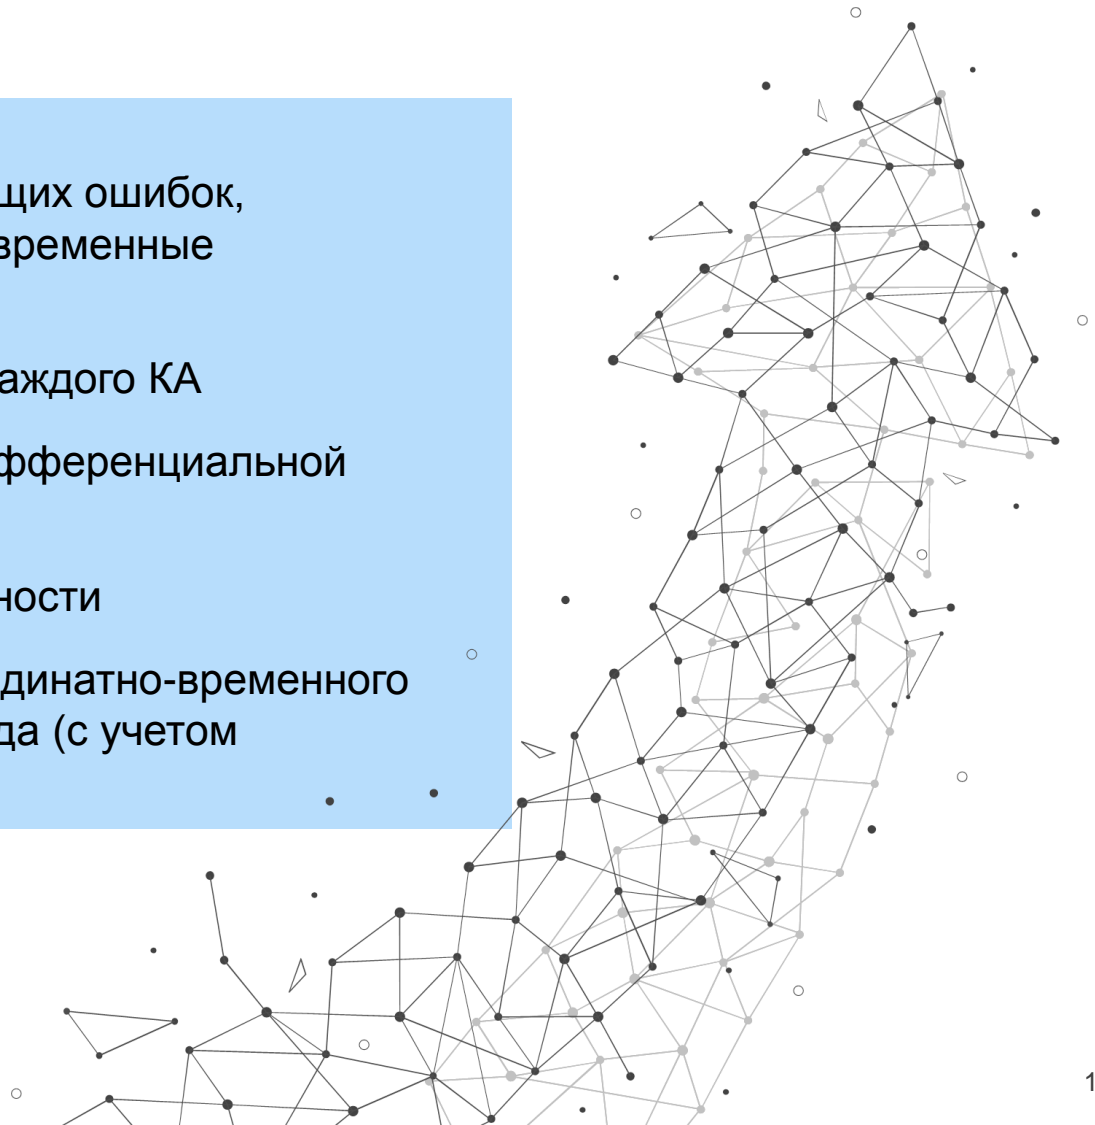 щих ошибок,
временные
аждого КА
фференциальной
ности
динатно-временного
да (с учетом
1